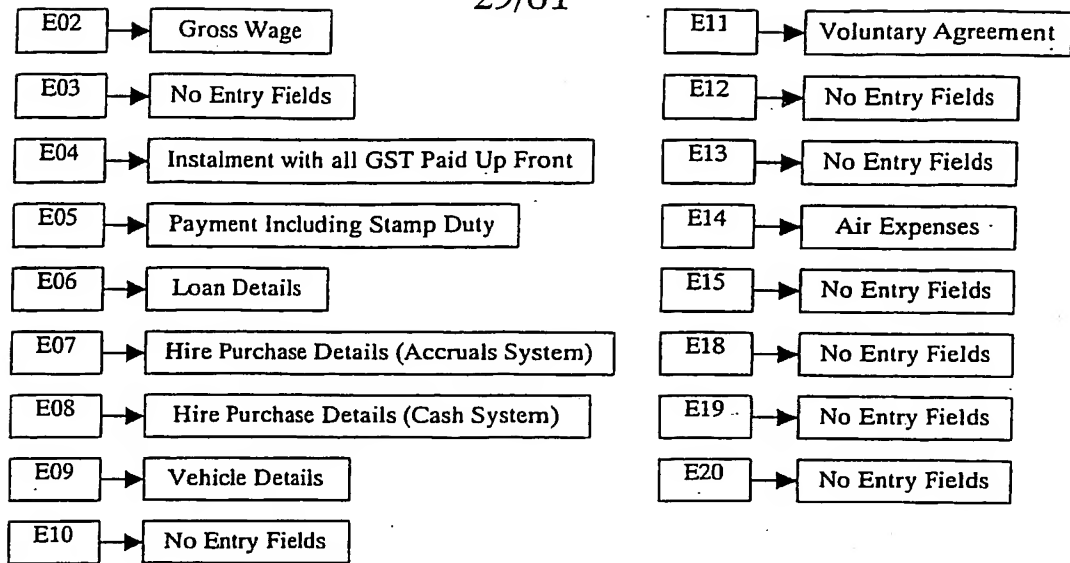 29/81
E02 Gross Wage
E03 No Entry Fields
E04 Instalment with all GST Paid Up Front
E05 Payment Including Stamp Duty
E06 Loan Details
E07 Hire Purchase Details (Accruals System)
E08 Hire Purchase Details (Cash System)
E09 Vehicle Details
E10 No Entry Fields
E11 Voluntary Agreement
E12 No Entry Fields
E13 No Entry Fields
E14 Air Expenses
E15 No Entry Fields
E18 No Entry Fields
E19 No Entry Fields
E20 No Entry Fields